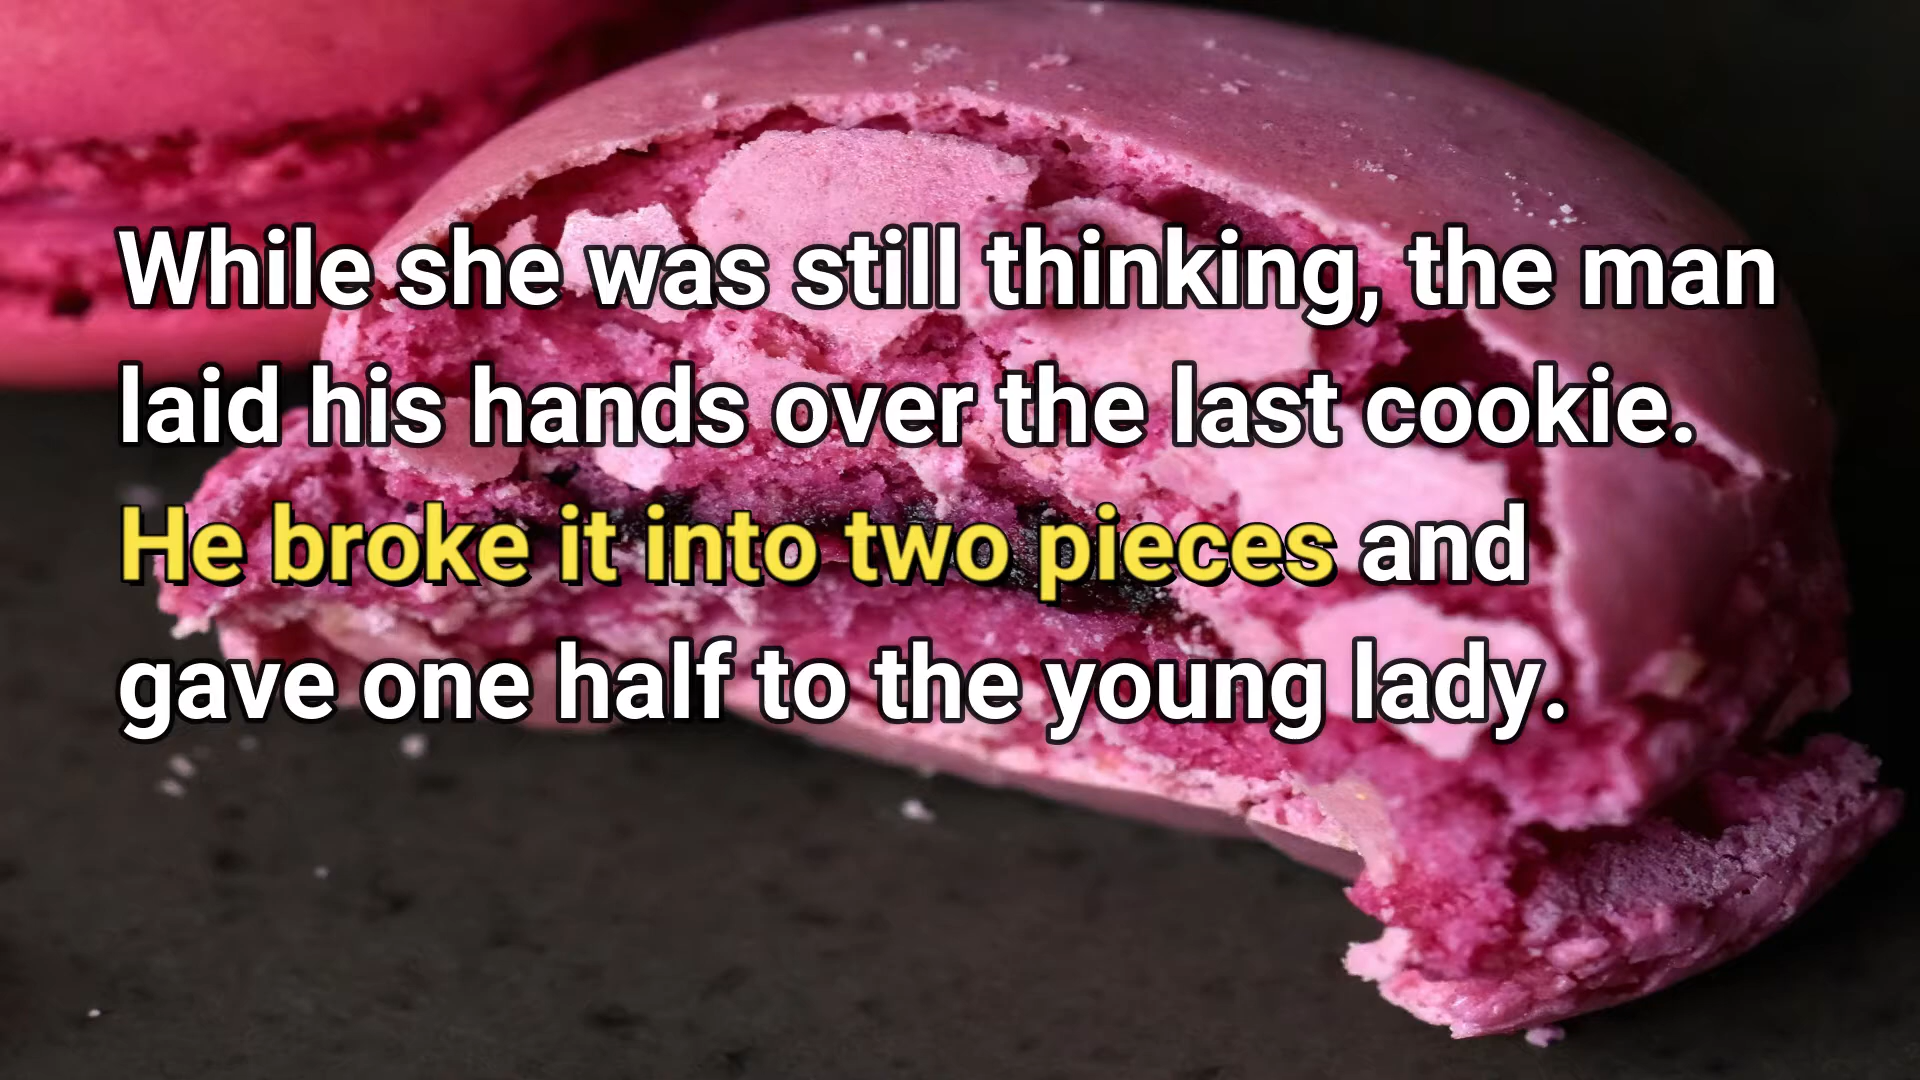 While she was still thinking, the man
laid his hands over the last cookie.
He broke it into two pieces and
gave one half to the young lady.